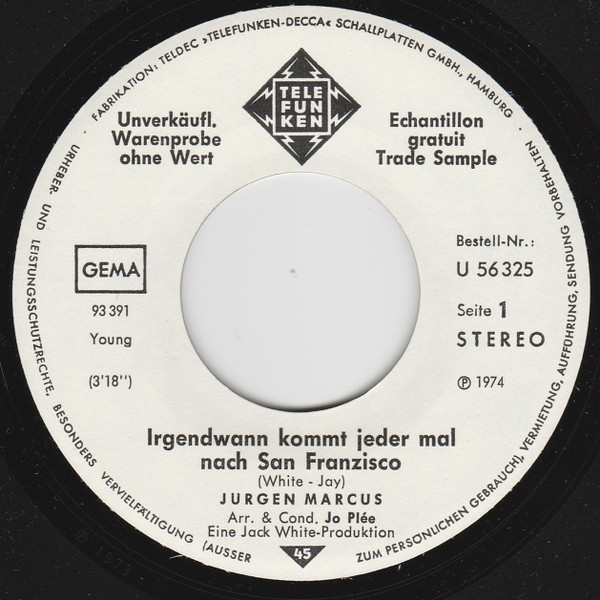 · FABRIKATION: TELDEC ›TELEFUNKEN-DECCA‹ SCHALLPLATTEN GMBH., HAMBURG ·
TELE
FUN
KEN
Unverkäufl.
Warenprobe
ohne Wert
Echantillon
gratuit
Trade Sample
GEMA
93 391
Young
(3'18'')
Bestell-Nr.:
U 56 325
Seite 1
STEREO
Ⓟ 1974
Irgendwann kommt jeder mal
nach San Franzisco
(White - Jay)
JÜRGEN MARCUS
Arr. & Cond. Jo Plée
Eine Jack White-Produktion
45
URHEBER- UND LEISTUNGSSCHUTZRECHTE, BESONDERS VERVIELFÄLTIGUNG (AUSSER
ZUM PERSÖNLICHEN GEBRAUCH), VERMIETUNG, AUFFÜHRUNG, SENDUNG VORBEHALTEN